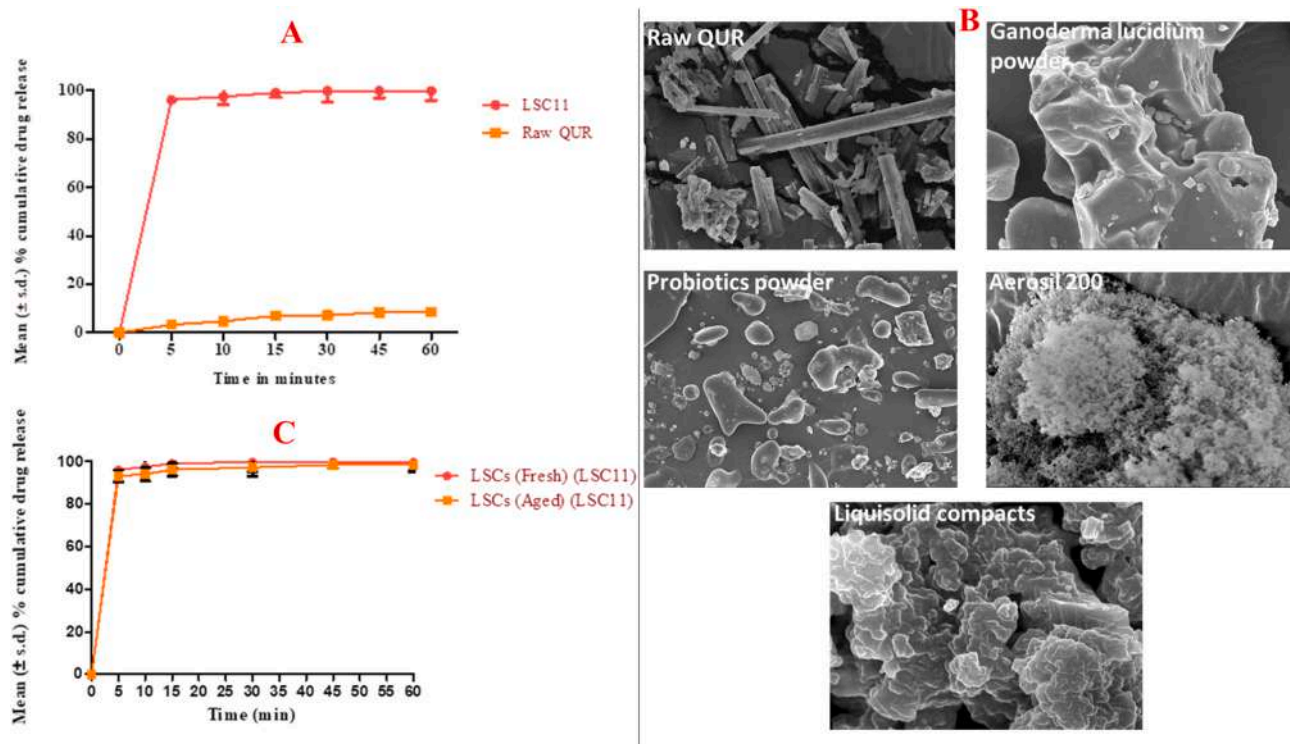 A
Mean (± s.d.) % cumulative drug release
100
80
60
40
20
0
0 5 10 15 30 45 60
Time in minutes
LSC11
Raw QUR
B
Raw QUR
Ganoderma lucidium
powder
Probiotics powder
Aerosil 200
Liquisolid compacts
C
Mean (± s.d.) % cumulative drug release
100
80
60
40
20
0
0 5 10 15 20 25 30 35 40 45 50 55 60
Time (min)
LSCs (Fresh) (LSC11)
LSCs (Aged) (LSC11)